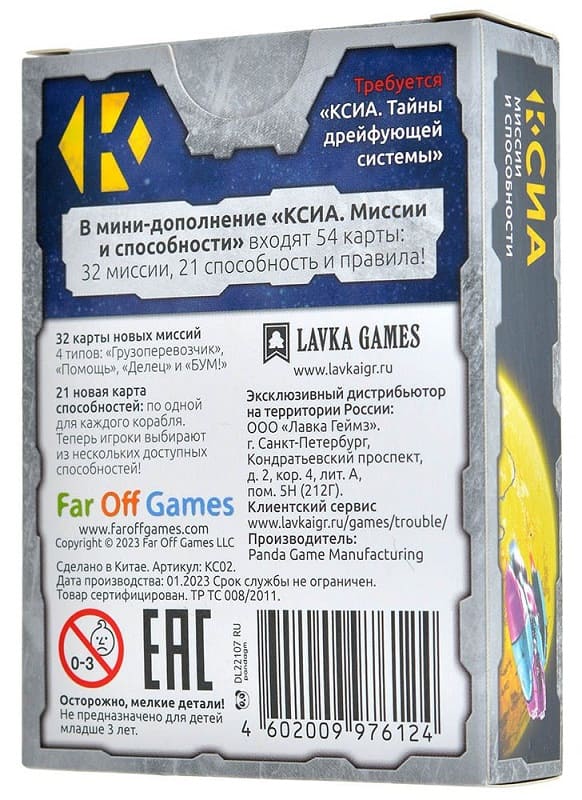 Требуется
«КСИА. Тайны
дрейфующей
системы»
В мини-дополнение «КСИА. Миссии
и способности» входят 54 карты:
32 миссии, 21 способность и правила!
32 карты новых миссий
4 типов: «Грузоперевозчик»,
«Помощь», «Делец» и «БУМ!»
21 новая карта
способностей: по одной
для каждого корабля.
Теперь игроки выбирают
из нескольких доступных
способностей!
Far Off Games
www.faroffgames.com
Copyright © 2023 Far Off Games LLC
LAVKA GAMES
www.lavkaigr.ru
Эксклюзивный дистрибьютор
на территории России:
ООО «Лавка Геймз».
г. Санкт-Петербург,
Кондратьевский проспект,
д. 2, кор. 4, лит. А,
пом. 5Н (212Г).
Клиентский сервис
www.lavkaigr.ru/games/trouble/
Производитель:
Panda Game Manufacturing
Сделано в Китае. Артикул: КС02.
Дата производства: 01.2023 Срок службы не ограничен.
Товар сертифицирован. ТР ТС 008/2011.
0-3
EAC
DL22107 RU
pandagm
4 602009 976124
Осторожно, мелкие детали!
Не предназначено для детей
младше 3 лет.
КСИА
МИССИИ
И СПОСОБНОСТИ